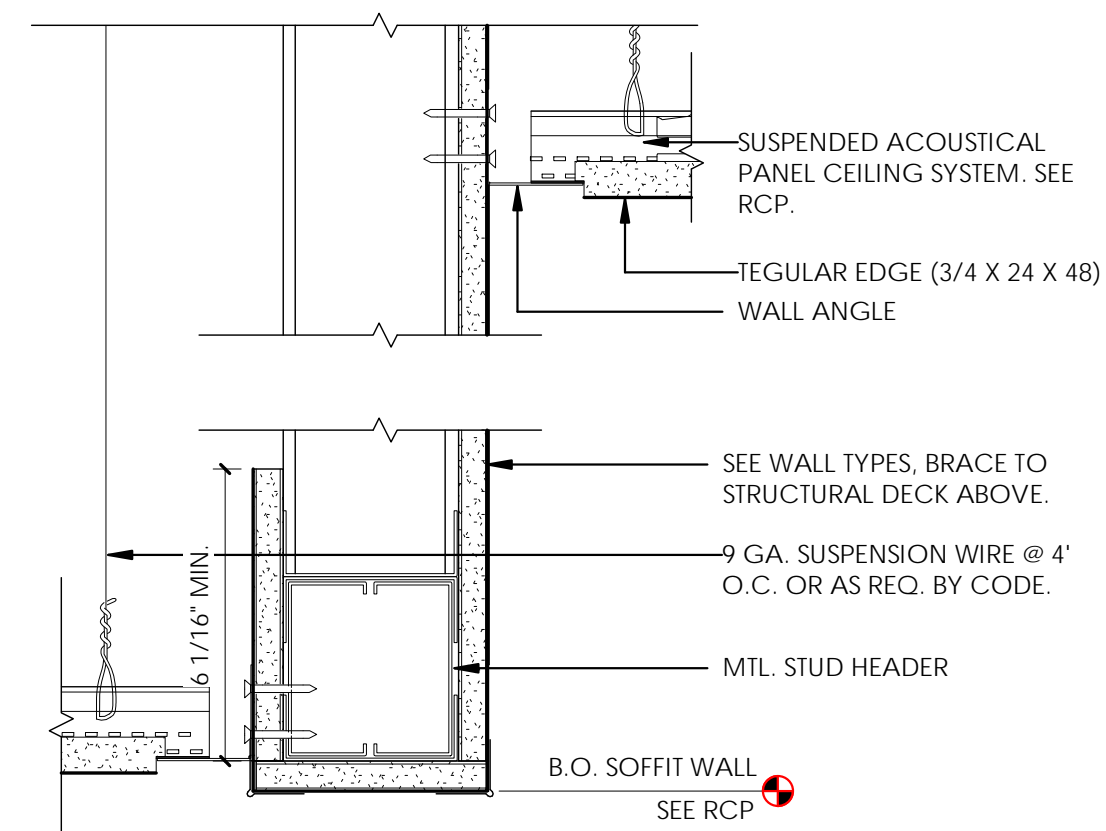 SUSPENDED ACOUSTICAL
PANEL CEILING SYSTEM. SEE
RCP.
TEGULAR EDGE (3/4 X 24 X 48)
WALL ANGLE
SEE WALL TYPES, BRACE TO
STRUCTURAL DECK ABOVE.
9 GA. SUSPENSION WIRE @ 4'
O.C. OR AS REQ. BY CODE.
6 1/16" MIN.
MTL. STUD HEADER
B.O. SOFFIT WALL
SEE RCP